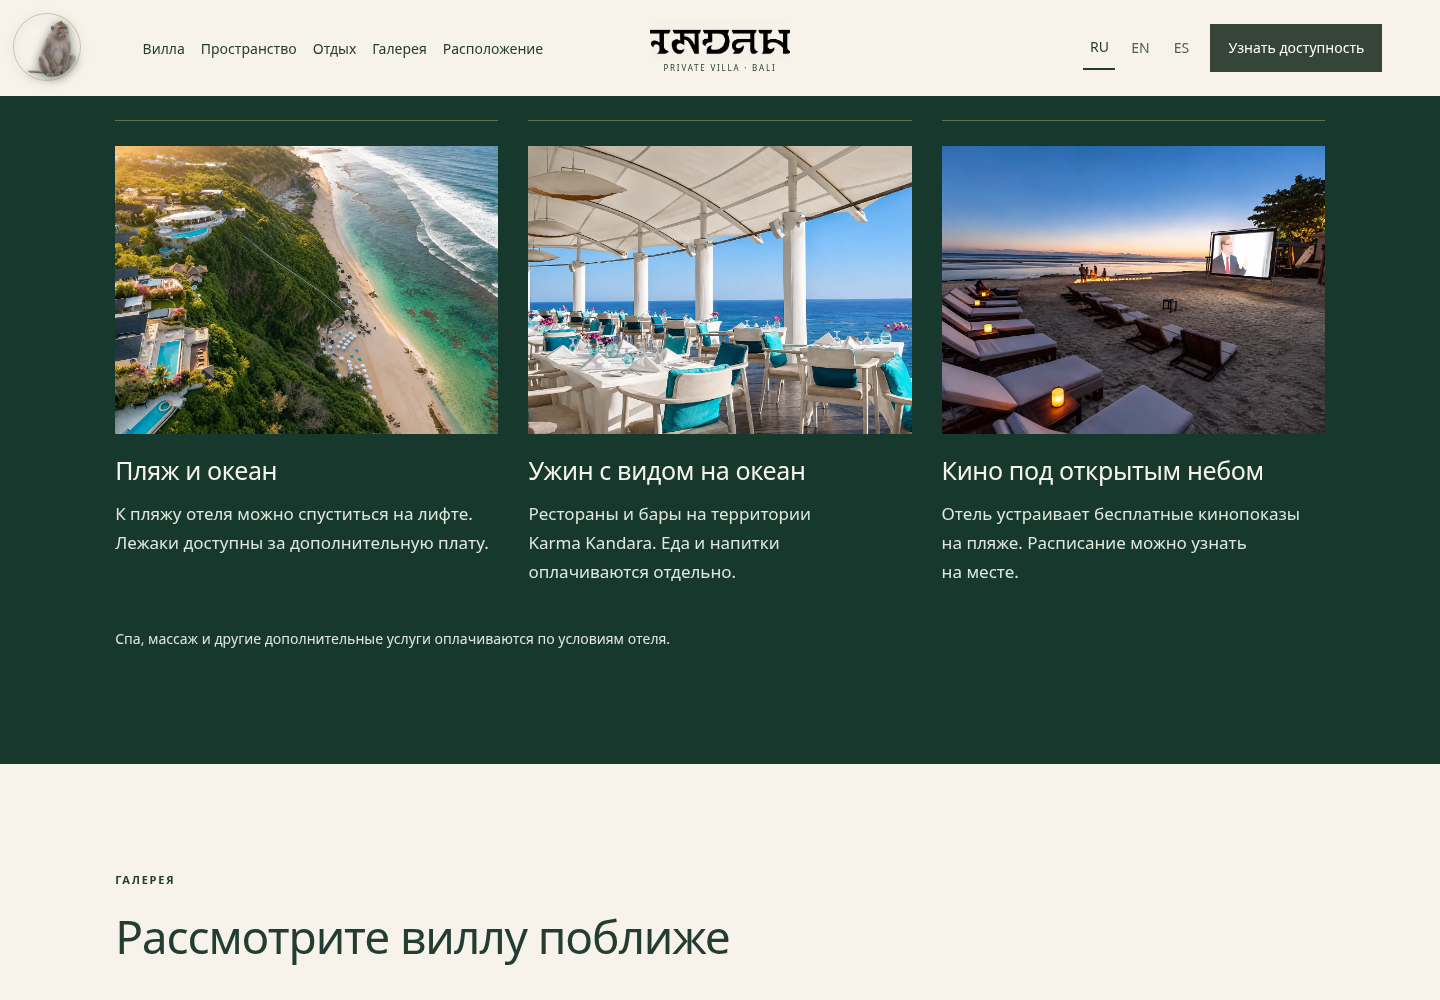 Вилла Пространство Отдых Галерея Расположение
INDAH
PRIVATE VILLA · BALI
RU EN ES
Узнать доступность
Пляж и океан
К пляжу отеля можно спуститься на лифте.
Лежаки доступны за дополнительную плату.
Ужин с видом на океан
Рестораны и бары на территории
Karma Kandara. Еда и напитки
оплачиваются отдельно.
Кино под открытым небом
Отель устраивает бесплатные кинопоказы
на пляже. Расписание можно узнать
на месте.
Спа, массаж и другие дополнительные услуги оплачиваются по условиям отеля.
ГАЛЕРЕЯ
Рассмотрите виллу поближе